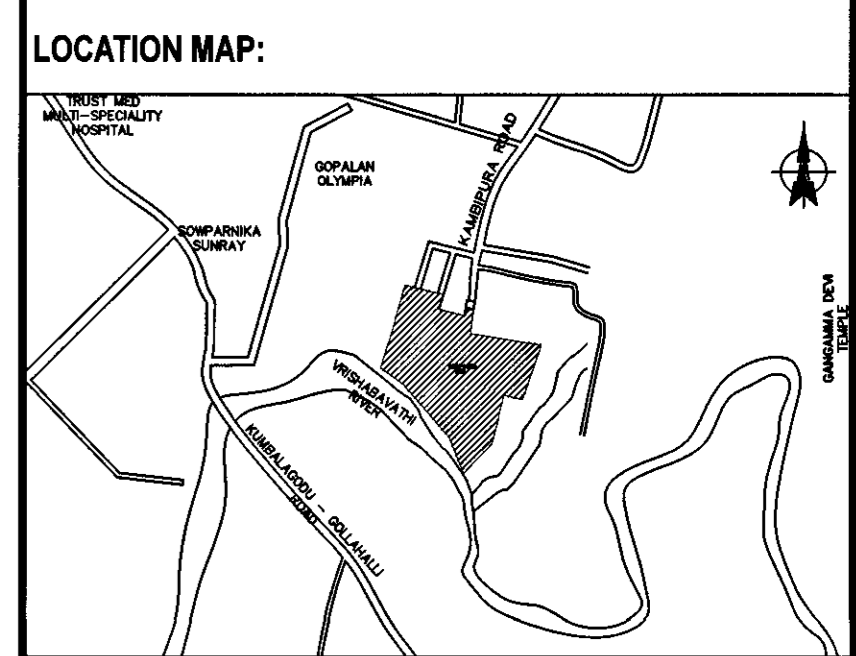 LOCATION MAP:
TRUST MED
MULTI-SPECIALITY
HOSPITAL
GOPALAN
OLYMPIA
KAMBIPURA ROAD
SOWPARNIKA
SUNRAY
GANGAMMA DEVI
TEMPLE
VRISHABAVATHI
RIVER
KUMBALAGODU - GOLLAHALLI
ROAD